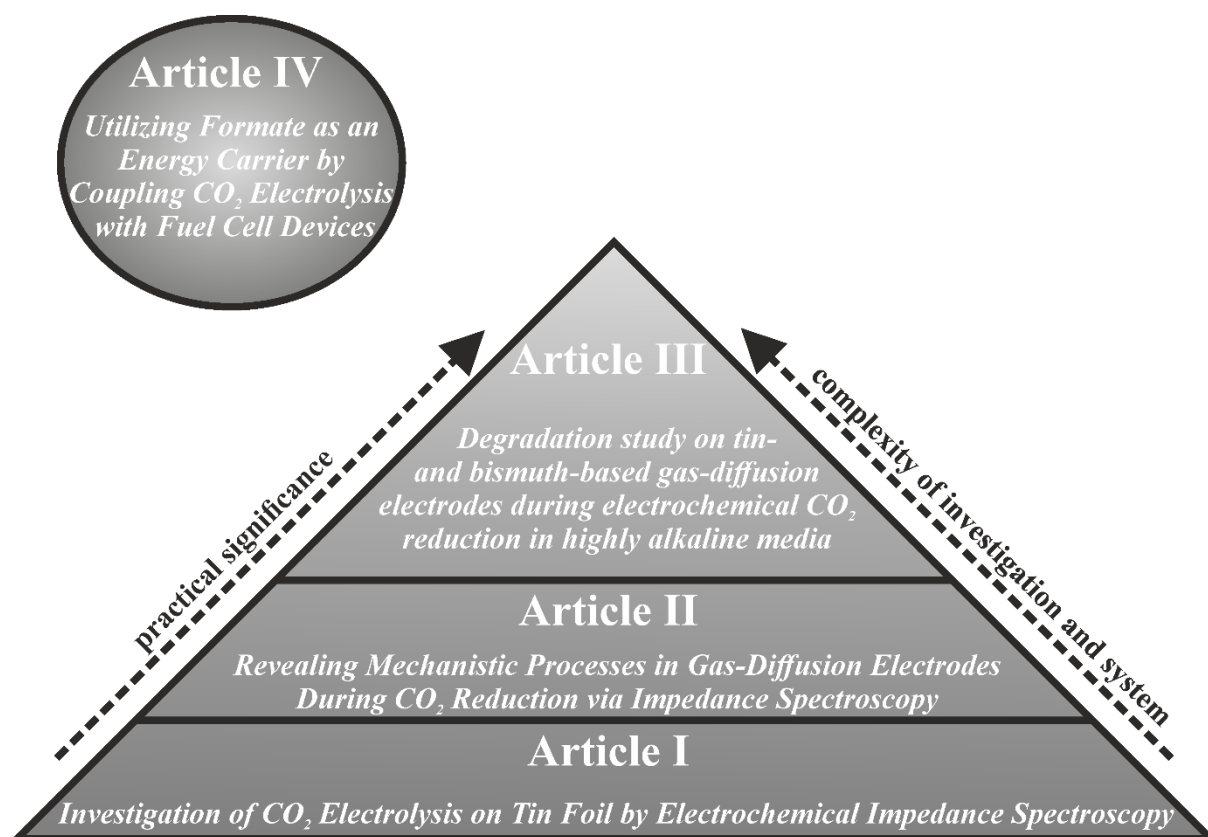 Article IV
Utilizing Formate as an
Energy Carrier by
Coupling CO₂ Electrolysis
with Fuel Cell Devices
practical significance
complexity of investigation and system
Article III
Degradation study on tin-
and bismuth-based gas-diffusion
electrodes during electrochemical CO₂
reduction in highly alkaline media
Article II
Revealing Mechanistic Processes in Gas-Diffusion Electrodes
During CO₂ Reduction via Impedance Spectroscopy
Article I
Investigation of CO₂ Electrolysis on Tin Foil by Electrochemical Impedance Spectroscopy